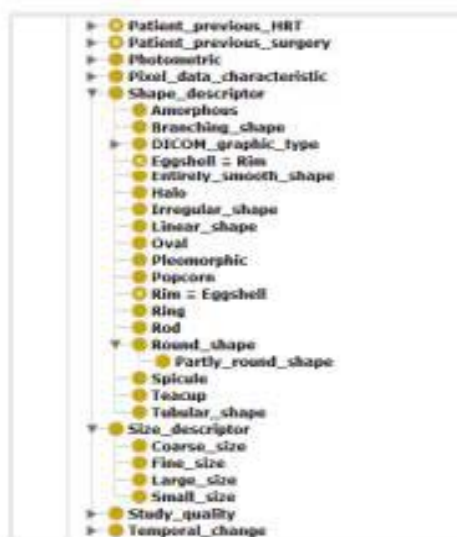 Patient_previous_HRT
Patient_previous_surgery
Photometric
Pixel_data_characteristic
Shape_descriptor
Amorphous
Branching_shape
DICOM_graphic_type
Eggshell ≡ Rim
Entirely_smooth_shape
Halo
Irregular_shape
Linear_shape
Oval
Pleomorphic
Popcorn
Rim ≡ Eggshell
Ring
Rod
Round_shape
Partly_round_shape
Spicule
Teacup
Tubular_shape
Size_descriptor
Coarse_size
Fine_size
Large_size
Small_size
Study_quality
Temporal_change